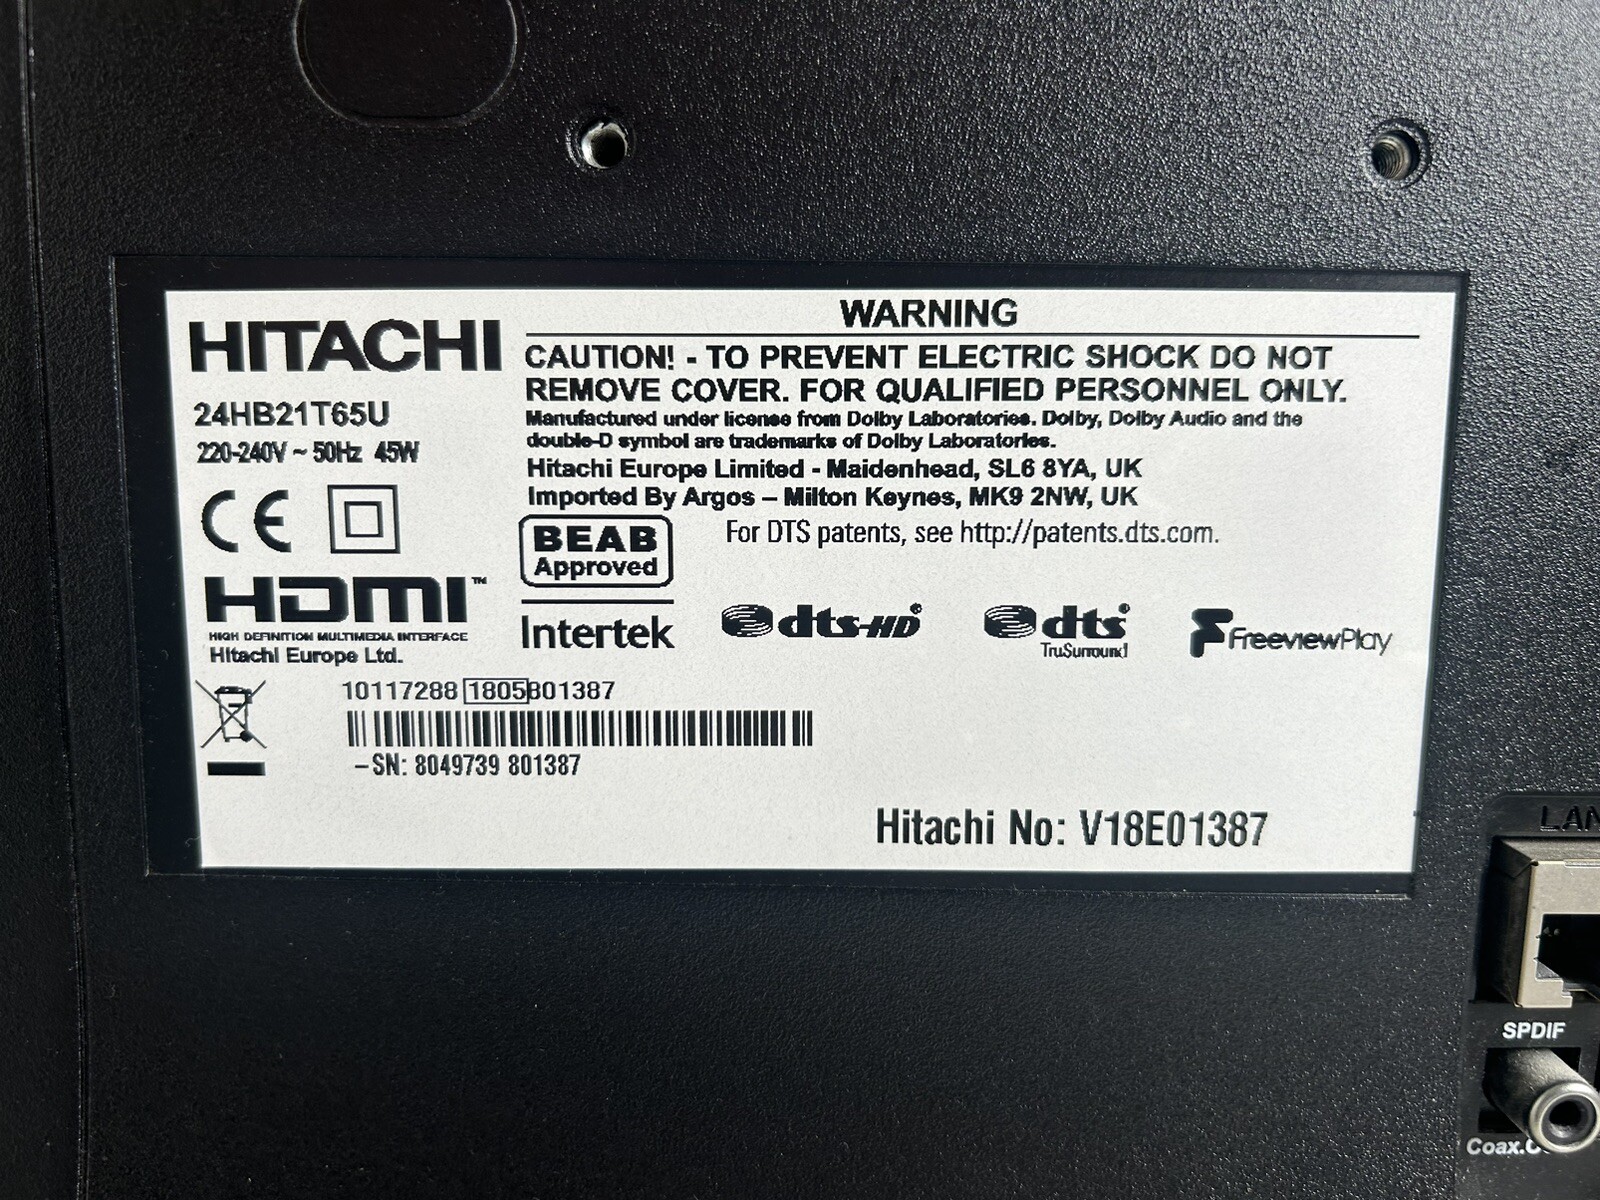 HITACHI
24HB21T65U
220-240V ~ 50Hz 45W
CE
HDMI™
HIGH DEFINITION MULTIMEDIA INTERFACE
Hitachi Europe Ltd.
WARNING
CAUTION! - TO PREVENT ELECTRIC SHOCK DO NOT
REMOVE COVER. FOR QUALIFIED PERSONNEL ONLY.
Manufactured under license from Dolby Laboratories. Dolby, Dolby Audio and the
double-D symbol are trademarks of Dolby Laboratories.
Hitachi Europe Limited - Maidenhead, SL6 8YA, UK
Imported By Argos – Milton Keynes, MK9 2NW, UK
BEAB
Approved
Intertek
For DTS patents, see http://patents.dts.com.
dts-HD®
dts®
TruSurround
FreeviewPlay
10117288 1805801387
–SN: 8049739 801387
Hitachi No: V18E01387
LAN
SPDIF